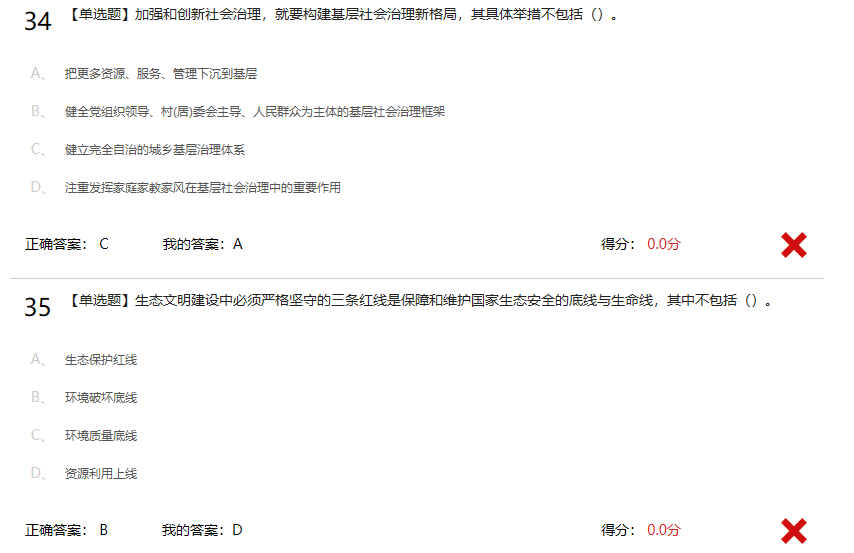 34 【单选题】加强和创新社会治理，就要构建基层社会治理新格局，其具体举措不包括（）。
A、 把更多资源、服务、管理下沉到基层
B、 健全党组织领导、村(居)委会主导、人民群众为主体的基层社会治理框架
C、 健立完全自治的城乡基层治理体系
D、 注重发挥家庭家教家风在基层社会治理中的重要作用
正确答案： C 我的答案：A 得分： 0.0分
35 【单选题】生态文明建设中必须严格坚守的三条红线是保障和维护国家生态安全的底线与生命线，其中不包括（）。
A、 生态保护红线
B、 环境破坏底线
C、 环境质量底线
D、 资源利用上线
正确答案： B 我的答案：D 得分： 0.0分